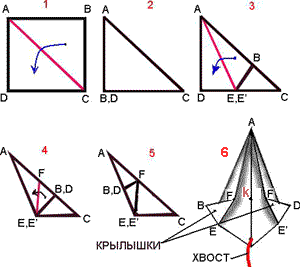 1
A B
D C
2
A
B,D C
3
A
B
D E,E' C
4
A
F
B,D
E,E' C
5
A
F
B,D
E,E' C
6
A
K
B F F D
E E'
C
КРЫЛЫШКИ
ХВОСТ